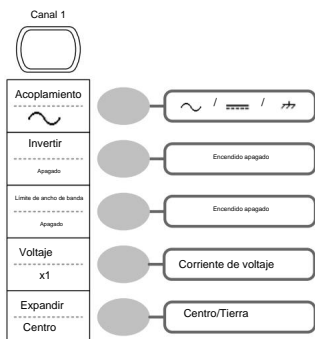 Canal 1
Acoplamiento
/ /
Invertir
Apagado
Encendido apagado
Límite de ancho de banda
Apagado
Encendido apagado
Voltaje
x1
Corriente de voltaje
Expandir
Centro
Centro/Tierra